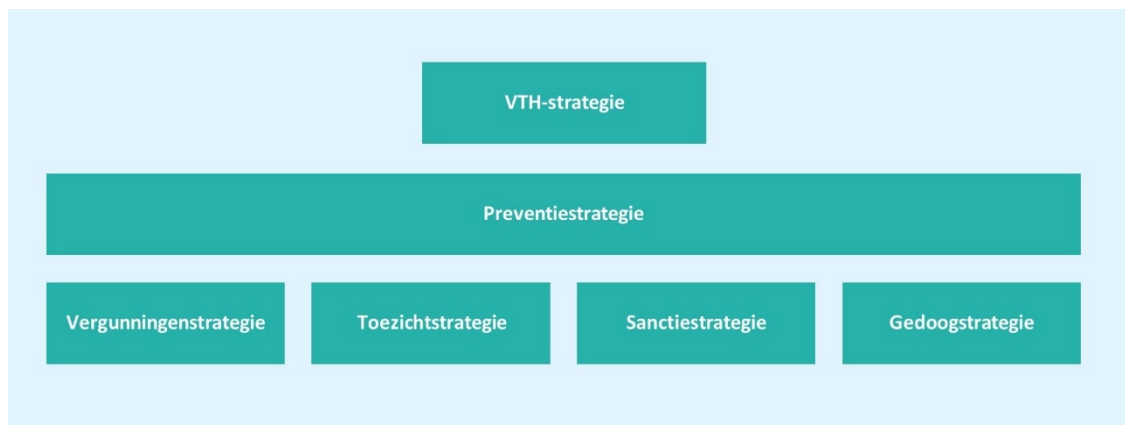 VTH-strategie
Preventiestrategie
Vergunningenstrategie
Toezichtstrategie
Sanctiestrategie
Gedoogstrategie